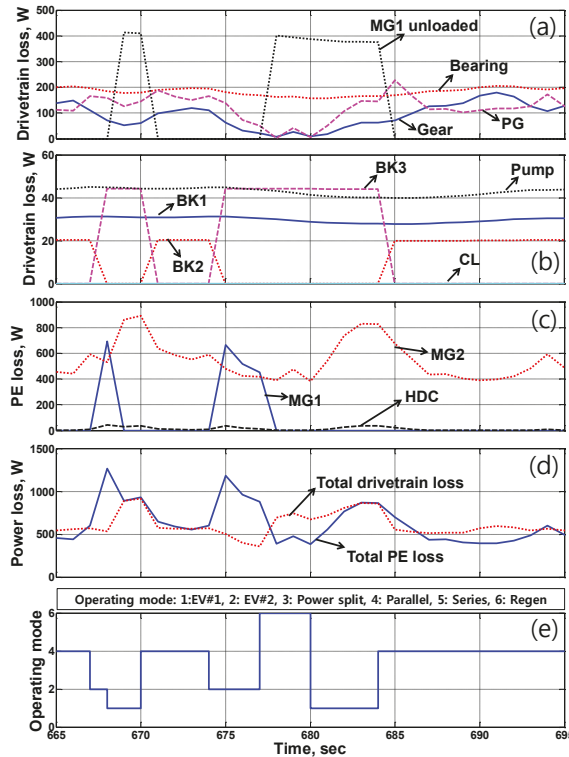 (a)
Drivetrain loss, W
500
400
300
200
100
0
MG1 unloaded
Bearing
Gear
PG
(b)
Drivetrain loss, W
60
40
20
0
BK3
Pump
BK1
BK2
CL
(c)
PE loss, W
1000
800
600
400
200
0
MG2
MG1
HDC
(d)
Power loss, W
1500
1000
500
0
Total drivetrain loss
Total PE loss
Operating mode: 1:EV#1, 2: EV#2, 3: Power split, 4: Parallel, 5: Series, 6: Regen
(e)
Operating mode
6
4
2
0
665 670 675 680 685 690 695
Time, sec